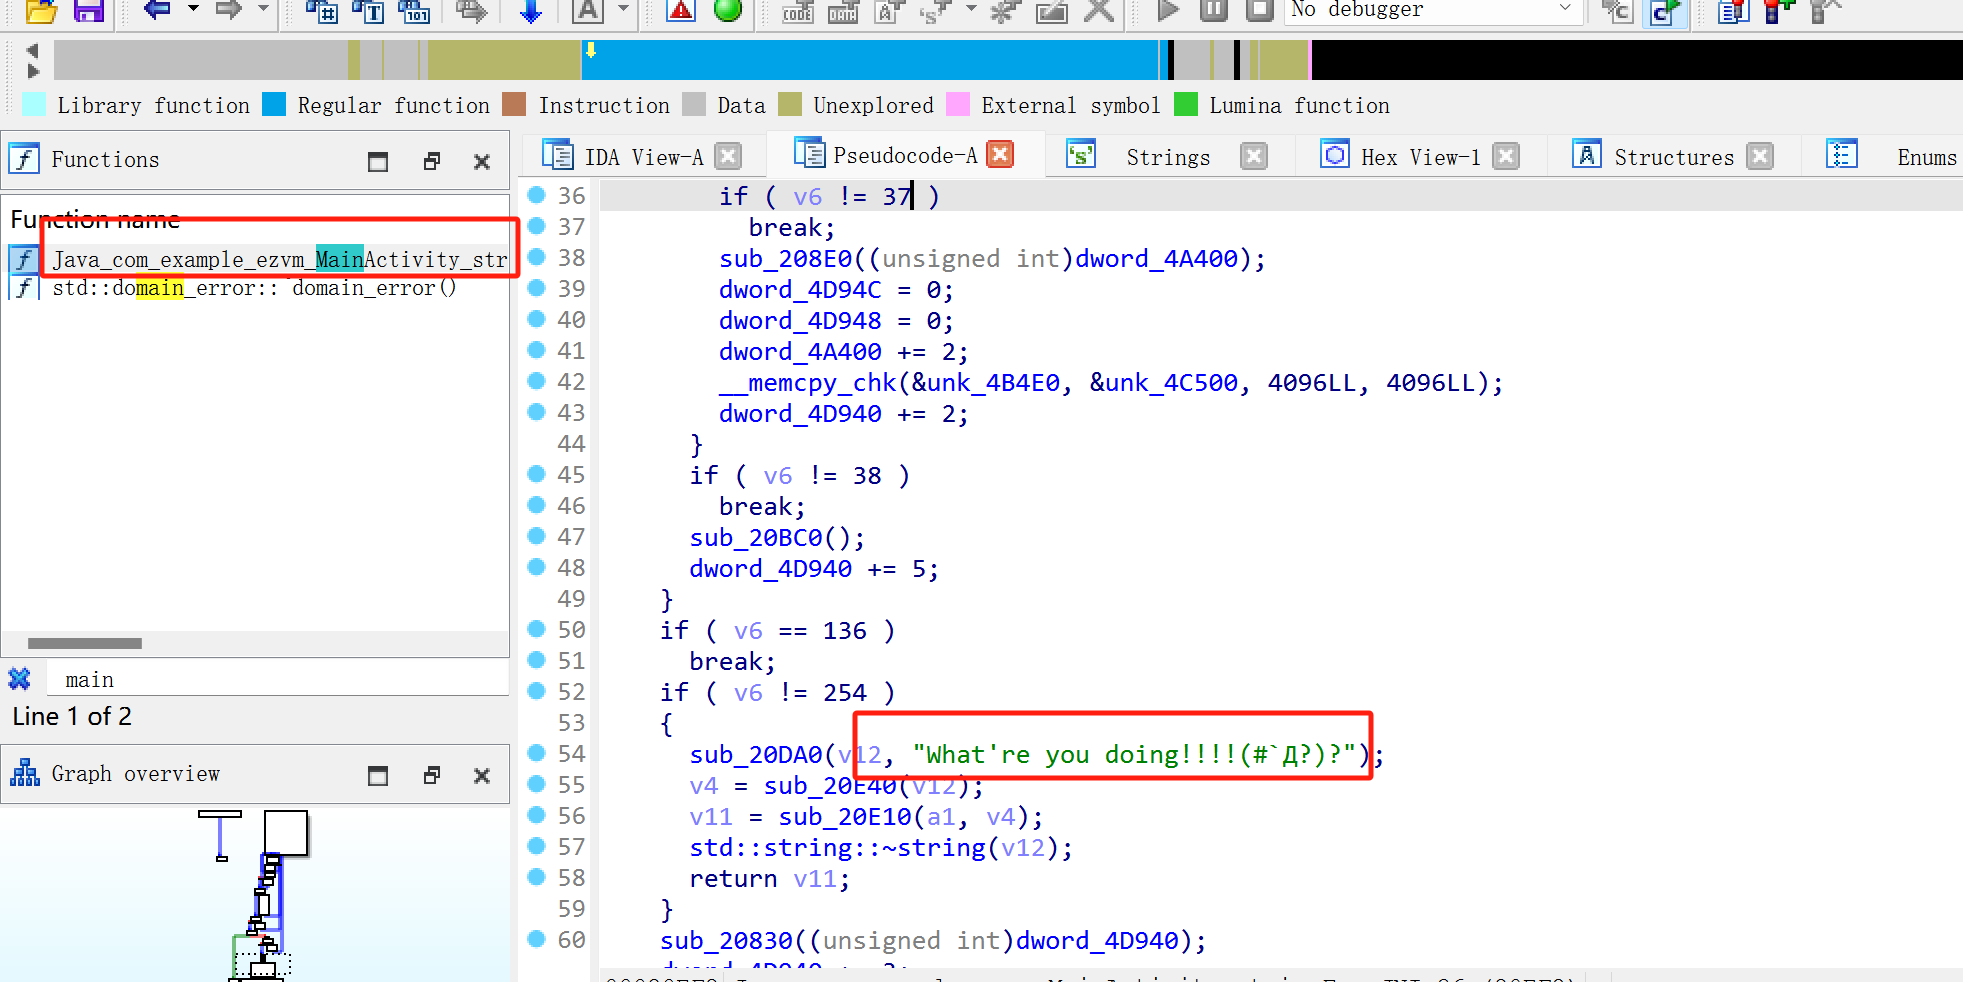 No debugger
Library function Regular function Instruction Data Unexplored External symbol Lumina function
Functions
IDA View-A Pseudocode-A Strings Hex View-1 Structures Enums
Function name
Java_com_example_ezvm_MainActivity_str
std::domain_error::`domain_error()
main
Line 1 of 2
Graph overview
36 if ( v6 != 37 )
37 break;
38 sub_208E0((unsigned int)dword_4A400);
39 dword_4D94C = 0;
40 dword_4D948 = 0;
41 dword_4A400 += 2;
42 __memcpy_chk(&unk_4B4E0, &unk_4C500, 4096LL, 4096LL);
43 dword_4D940 += 2;
44 }
45 if ( v6 != 38 )
46 break;
47 sub_20BC0();
48 dword_4D940 += 5;
49 }
50 if ( v6 == 136 )
51 break;
52 if ( v6 != 254 )
53 {
54 sub_20DA0(v12, "What're you doing!!!!(#`Д?)?");
55 v4 = sub_20E40(v12);
56 v11 = sub_20E10(a1, v4);
57 std::string::~string(v12);
58 return v11;
59 }
60 sub_20830((unsigned int)dword_4D940);